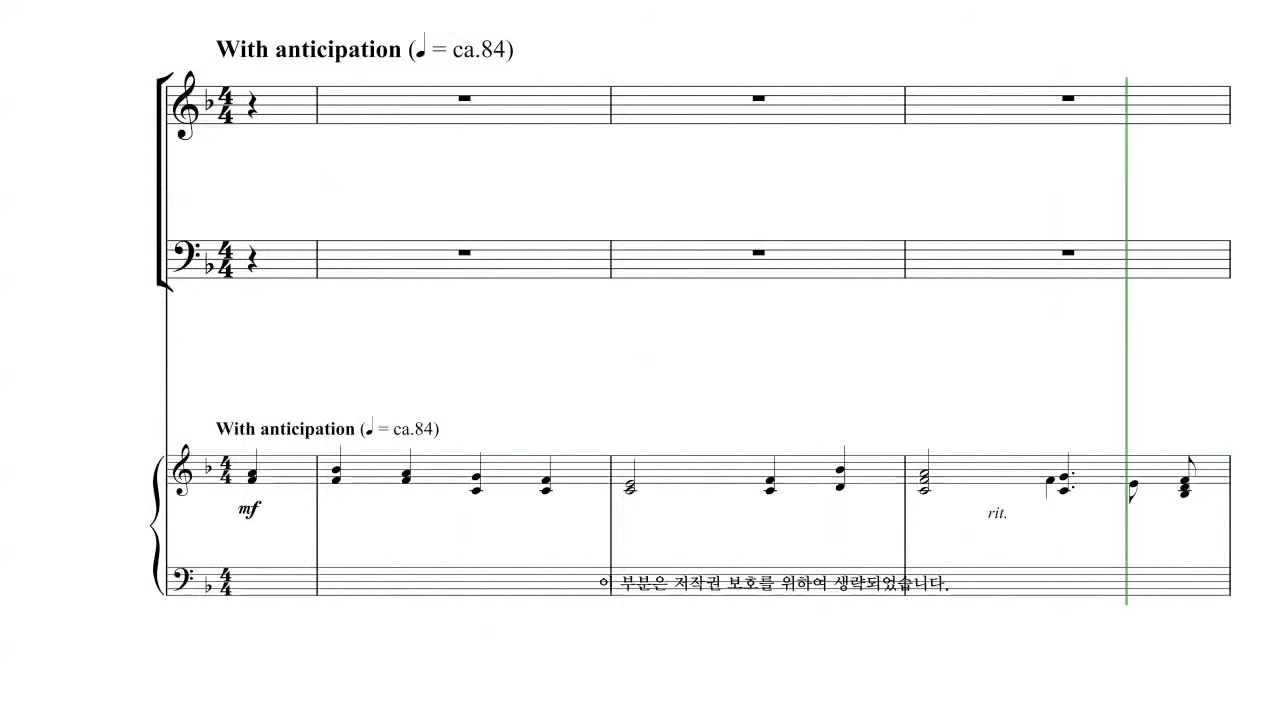 With anticipation (♩ = ca.84)
With anticipation (♩ = ca.84)
mf
rit.
이 부분은 저작권 보호를 위하여 생략되었습니다.